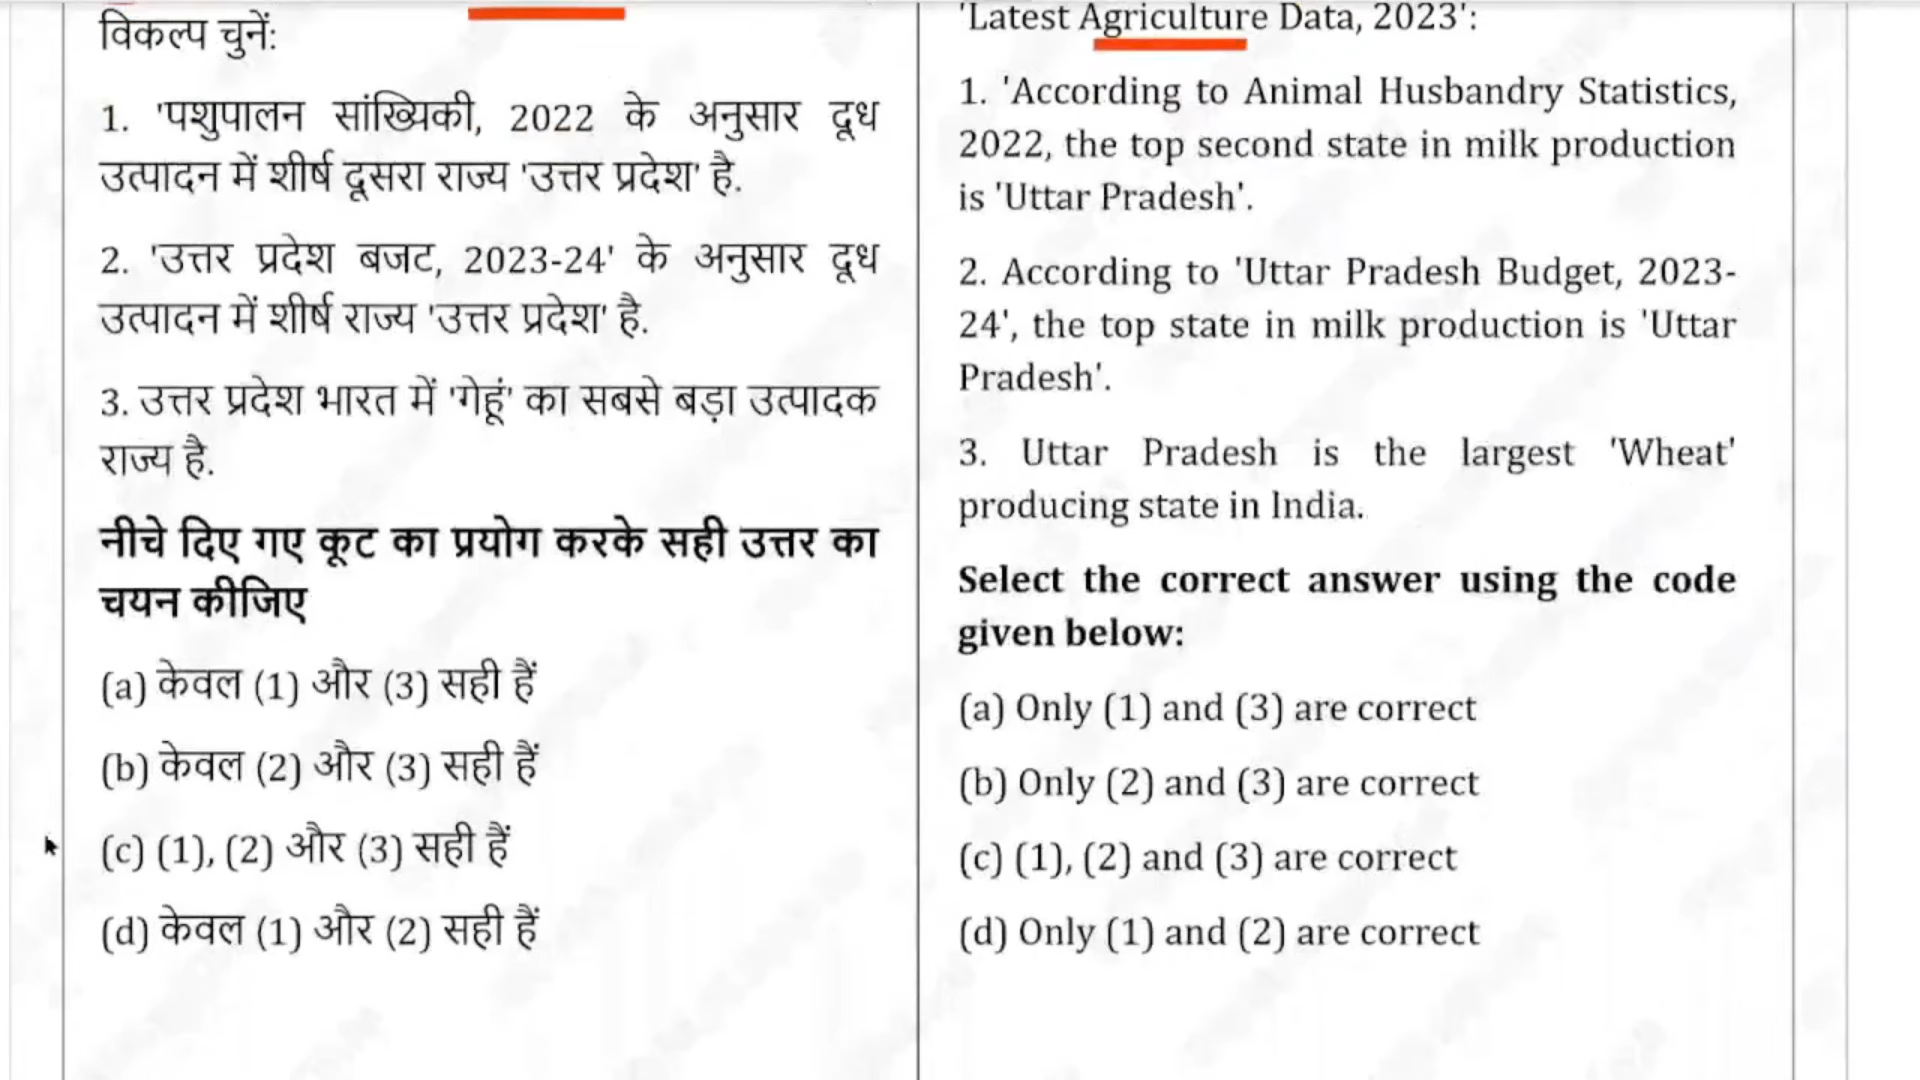 विकल्प चुनें:
1. 'पशुपालन सांख्यिकी, 2022 के अनुसार दूध
उत्पादन में शीर्ष दूसरा राज्य 'उत्तर प्रदेश' है.
2. 'उत्तर प्रदेश बजट, 2023-24' के अनुसार दूध
उत्पादन में शीर्ष राज्य 'उत्तर प्रदेश' है.
3. उत्तर प्रदेश भारत में 'गेहूं' का सबसे बड़ा उत्पादक
राज्य है.
नीचे दिए गए कूट का प्रयोग करके सही उत्तर का
चयन कीजिए
(a) केवल (1) और (3) सही हैं
(b) केवल (2) और (3) सही हैं
(c) (1), (2) और (3) सही हैं
(d) केवल (1) और (2) सही हैं
'Latest Agriculture Data, 2023':
1. 'According to Animal Husbandry Statistics,
2022, the top second state in milk production
is 'Uttar Pradesh'.
2. According to 'Uttar Pradesh Budget, 2023-
24', the top state in milk production is 'Uttar
Pradesh'.
3. Uttar Pradesh is the largest 'Wheat'
producing state in India.
Select the correct answer using the code
given below:
(a) Only (1) and (3) are correct
(b) Only (2) and (3) are correct
(c) (1), (2) and (3) are correct
(d) Only (1) and (2) are correct